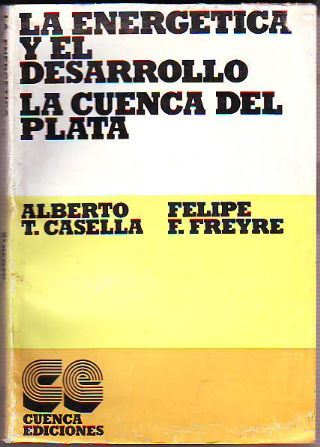 LA ENERGETICA
Y EL
DESARROLLO
LA CUENCA DEL
PLATA
ALBERTO
T. CASELLA
FELIPE
F. FREYRE
ce
CUENCA
EDICIONES